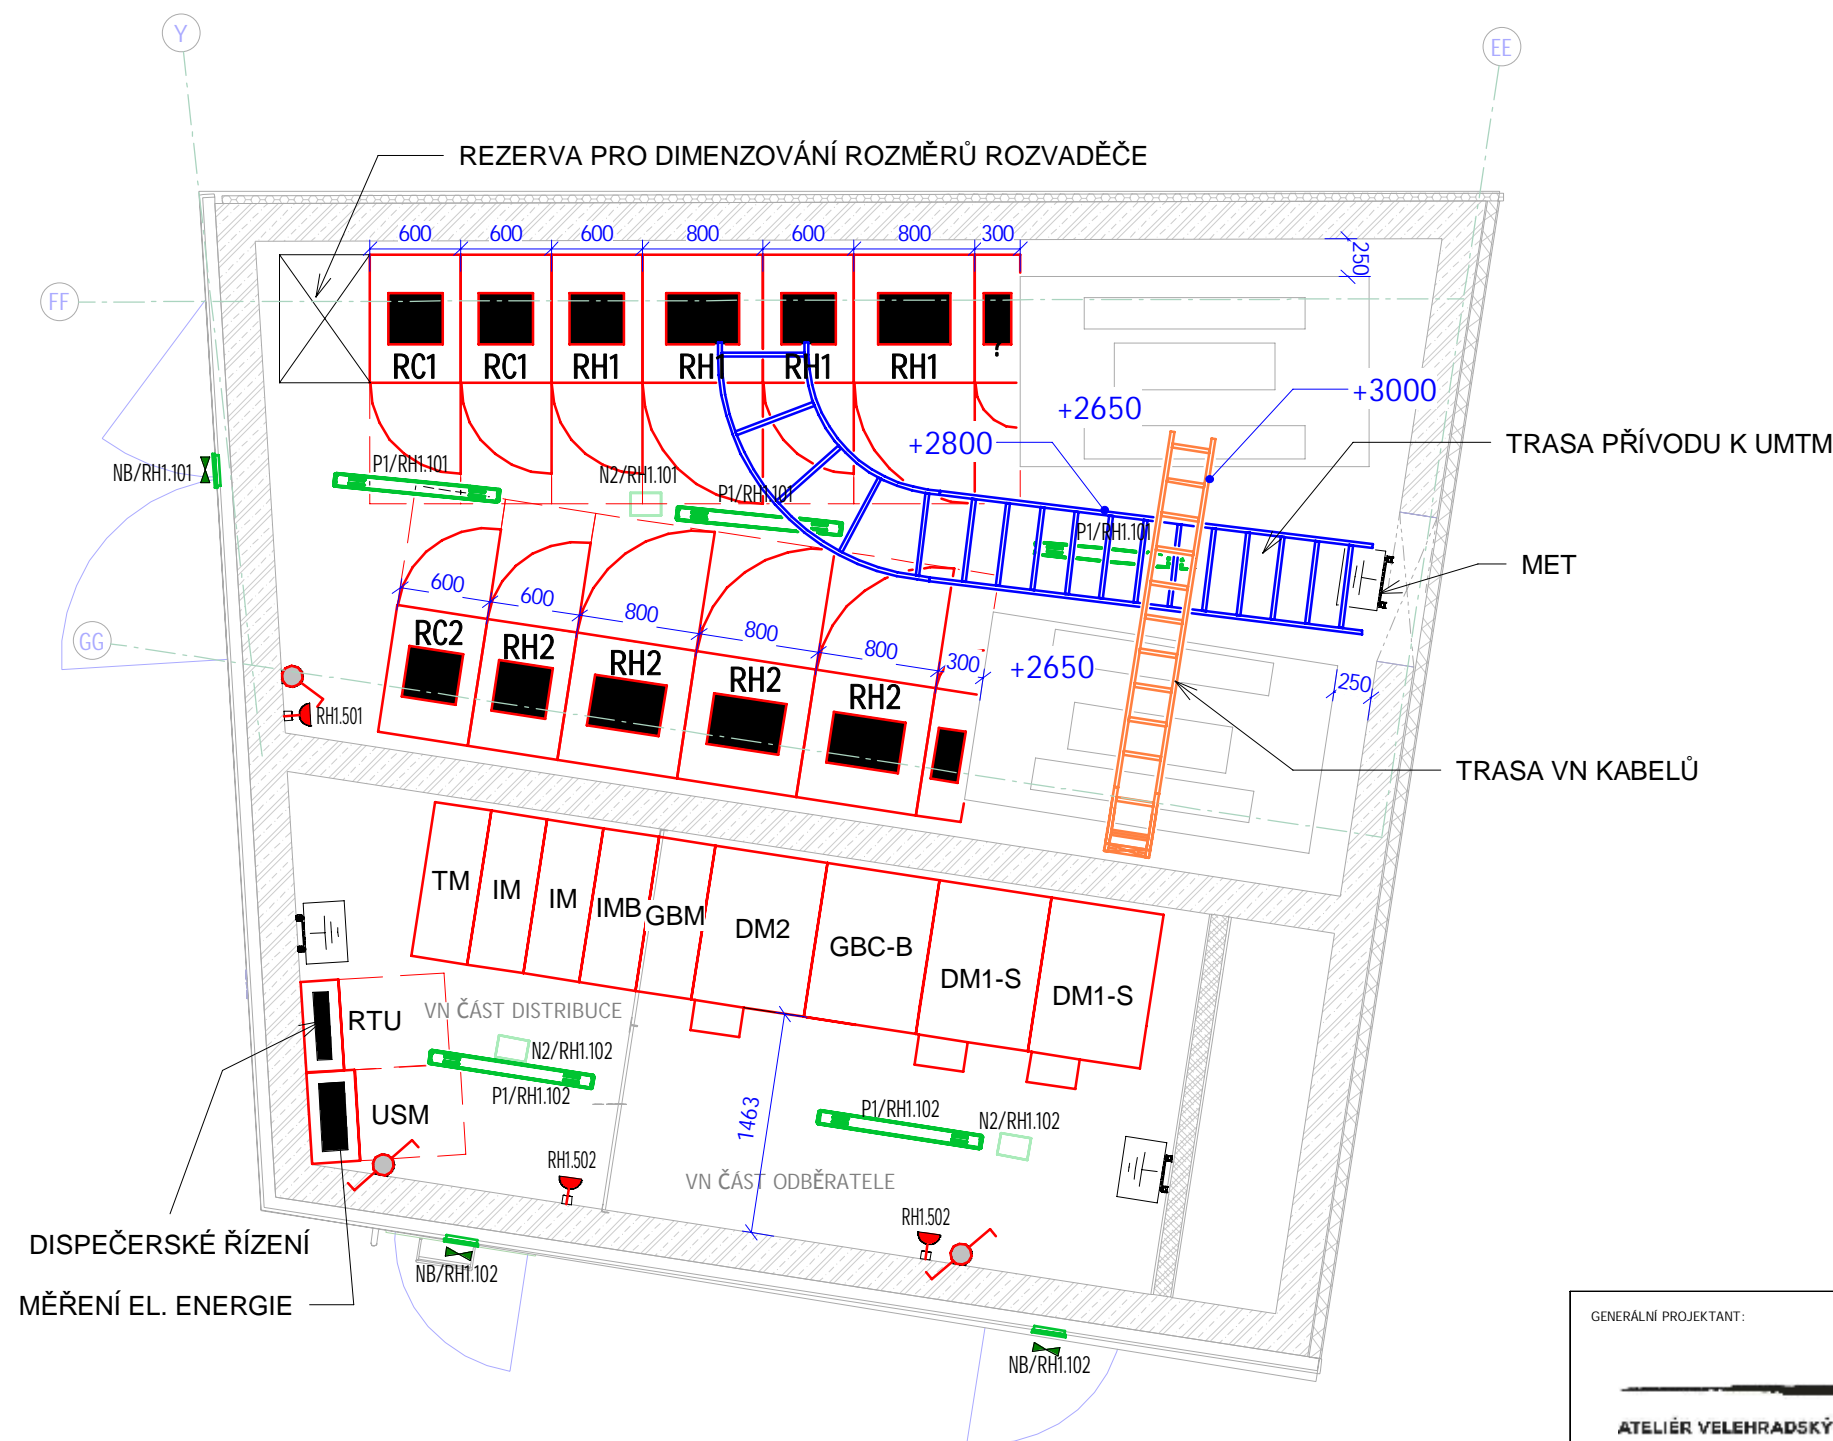 Y
EE
REZERVA PRO DIMENZOVÁNÍ ROZMĚRŮ ROZVADĚČE
600 600 600 800 600 800 300
250
FF
RC1 RC1 RH1 RH1 RH1 RH1 ?
+3000
+2650
+2800
TRASA PŘÍVODU K UMTM
NB/RH1.101
P1/RH1.101
N2/RH1.101
P1/RH1.101
P1/RH1.101
MET
600 600 800 800 800 300
GG
RC2 RH2 RH2 RH2 RH2
+2650
250
RH1.501
TRASA VN KABELŮ
TM IM IM IMB GBM DM2 GBC-B DM1-S DM1-S
RTU
VN ČÁST DISTRIBUCE
N2/RH1.102
P1/RH1.102
USM
1463
P1/RH1.102
N2/RH1.102
RH1.502
VN ČÁST ODBĚRATELE
RH1.502
DISPEČERSKÉ ŘÍZENÍ
NB/RH1.102
MĚŘENÍ EL. ENERGIE
NB/RH1.102
GENERÁLNÍ PROJEKTANT:
ATELIÉR VELEHRADSKÝ